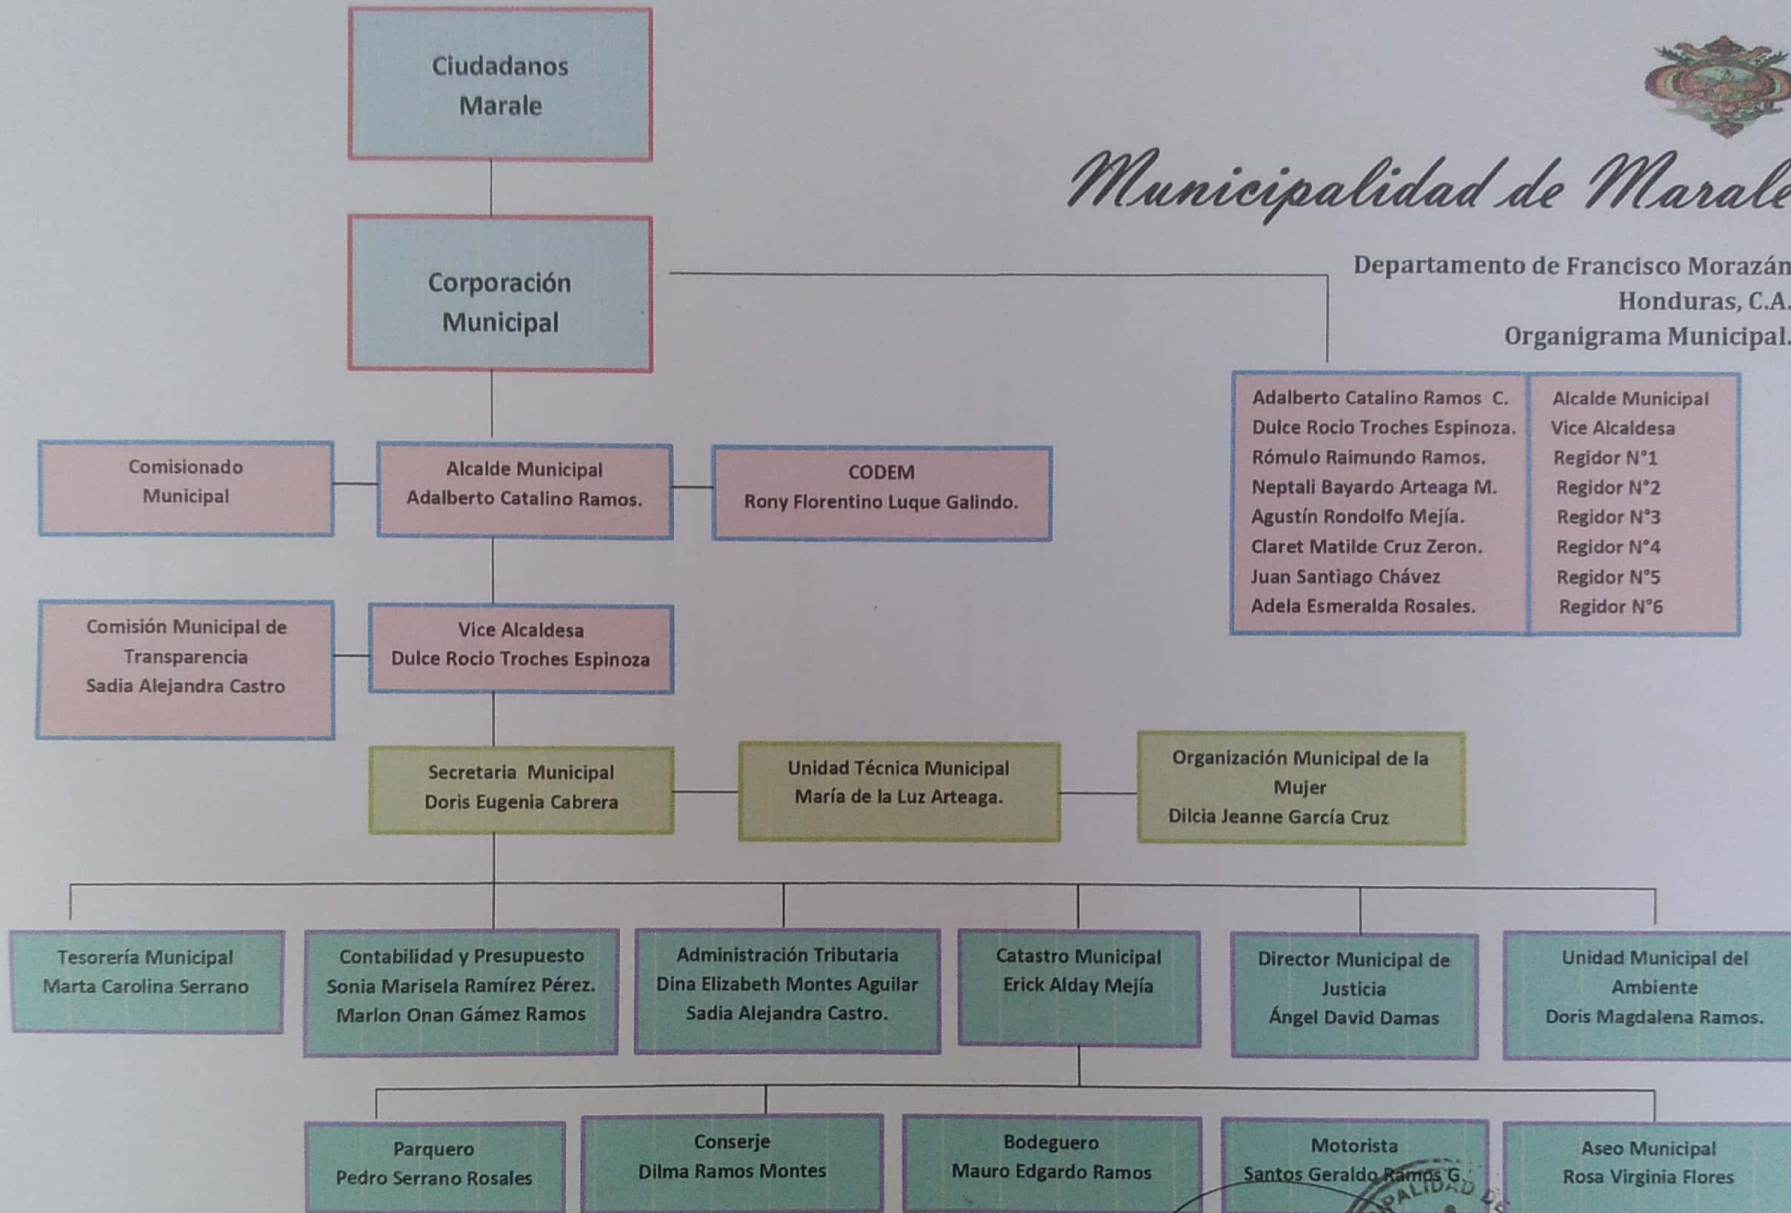 Ciudadanos
Marale
Municipalidad de Marale
Corporación
Municipal
Departamento de Francisco Morazán
Honduras, C.A.
Organigrama Municipal.
Adalberto Catalino Ramos C. Alcalde Municipal
Dulce Rocio Troches Espinoza. Vice Alcaldesa
Rómulo Raimundo Ramos. Regidor N°1
Neptali Bayardo Arteaga M. Regidor N°2
Agustín Rondolfo Mejía. Regidor N°3
Claret Matilde Cruz Zeron. Regidor N°4
Juan Santiago Chávez Regidor N°5
Adela Esmeralda Rosales. Regidor N°6
Comisionado
Municipal
Alcalde Municipal
Adalberto Catalino Ramos.
CODEM
Rony Florentino Luque Galindo.
Comisión Municipal de
Transparencia
Sadia Alejandra Castro
Vice Alcaldesa
Dulce Rocio Troches Espinoza
Secretaria Municipal
Doris Eugenia Cabrera
Unidad Técnica Municipal
María de la Luz Arteaga.
Organización Municipal de la
Mujer
Dilcia Jeanne García Cruz
Tesorería Municipal
Marta Carolina Serrano
Contabilidad y Presupuesto
Sonia Marisela Ramírez Pérez.
Marlon Onan Gámez Ramos
Administración Tributaria
Dina Elizabeth Montes Aguilar
Sadia Alejandra Castro.
Catastro Municipal
Erick Alday Mejía
Director Municipal de
Justicia
Ángel David Damas
Unidad Municipal del
Ambiente
Doris Magdalena Ramos.
Parquero
Pedro Serrano Rosales
Conserje
Dilma Ramos Montes
Bodeguero
Mauro Edgardo Ramos
Motorista
Santos Geraldo Ramos G.
Aseo Municipal
Rosa Virginia Flores
PALIDAD DE